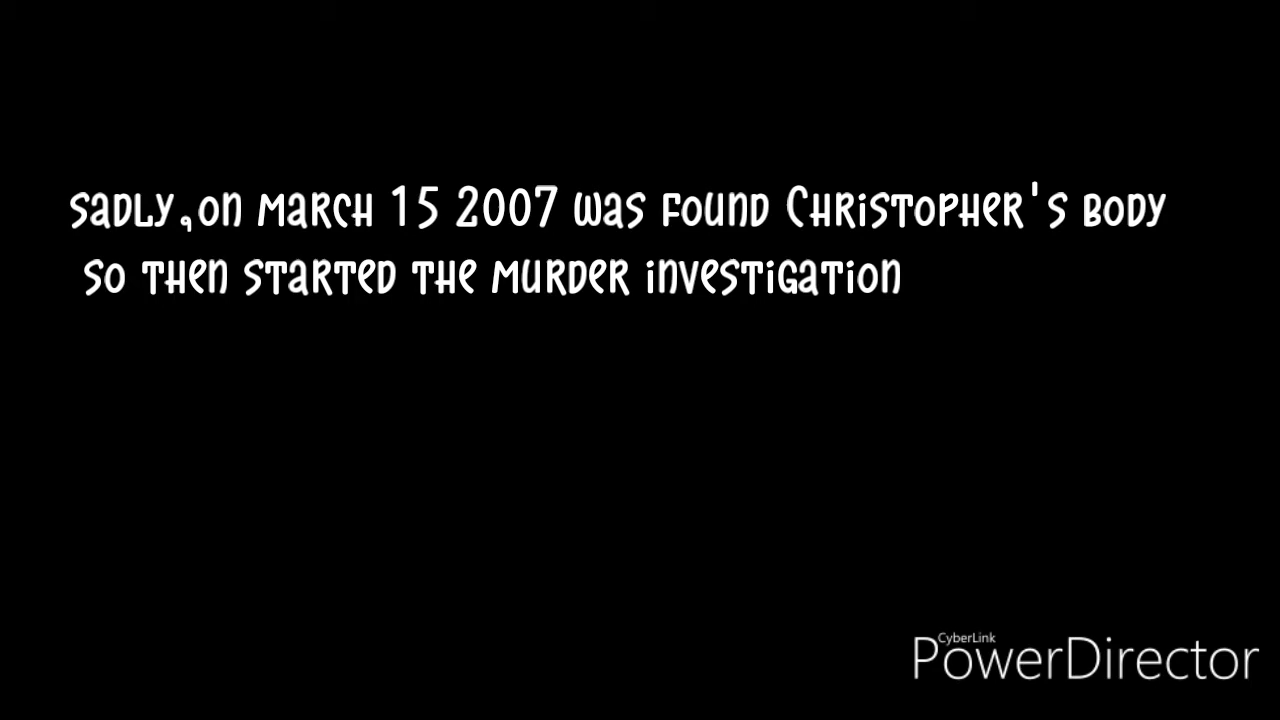 sadly,on march 15 2007 was found Christopher's body
so then started the murder investigation
CyberLink
PowerDirector